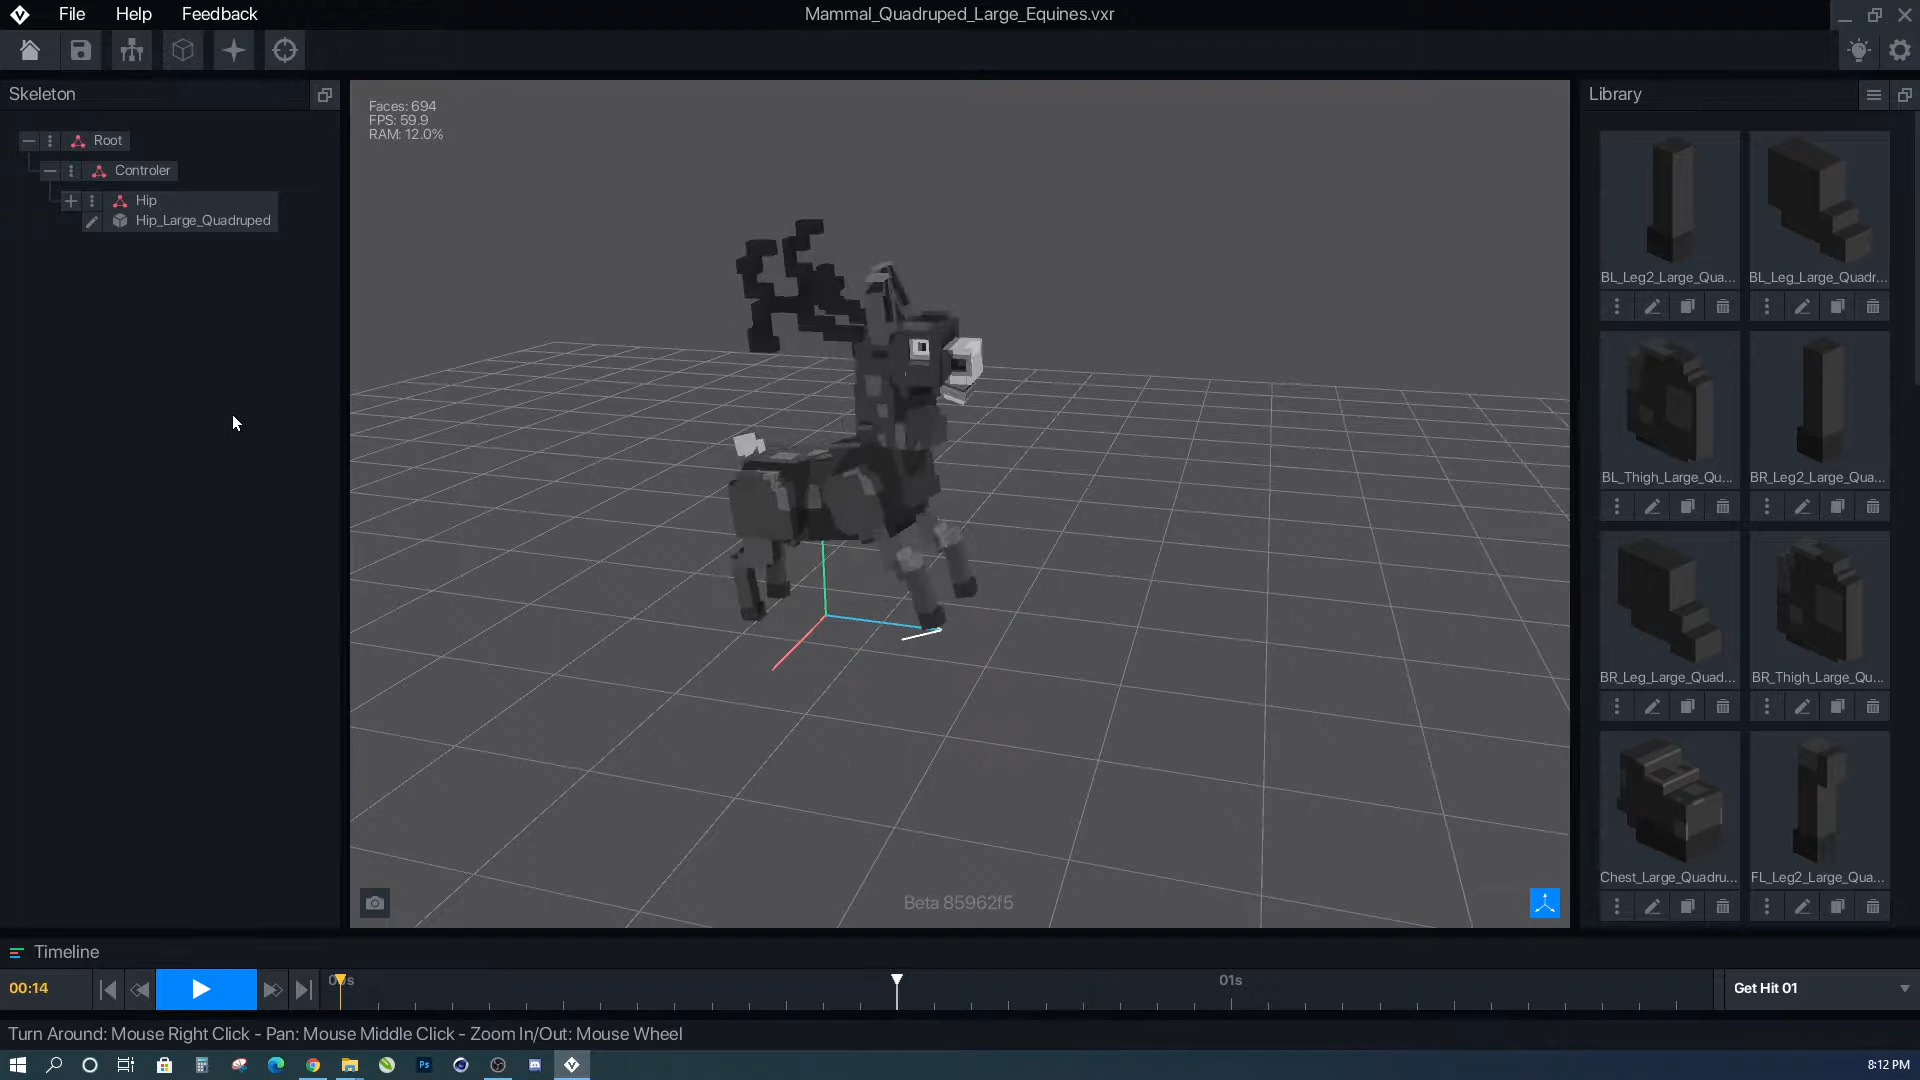 File Help Feedback Mammal_Quadruped_Large_Equines.vxr
Skeleton
Root
Controler
Hip
Hip_Large_Quadruped
Faces: 694
FPS: 59.9
RAM: 12.0%
Beta 85962f5
Library
BL_Leg2_Large_Qua... BL_Leg_Large_Quadr...
BL_Thigh_Large_Qu... BR_Leg2_Large_Qua...
BR_Leg_Large_Quad... BR_Thigh_Large_Qu...
Chest_Large_Quadru... FL_Leg2_Large_Qua...
Timeline
00:14 01s Get Hit 01
Turn Around: Mouse Right Click - Pan: Mouse Middle Click - Zoom In/Out: Mouse Wheel
Ps 8:12 PM